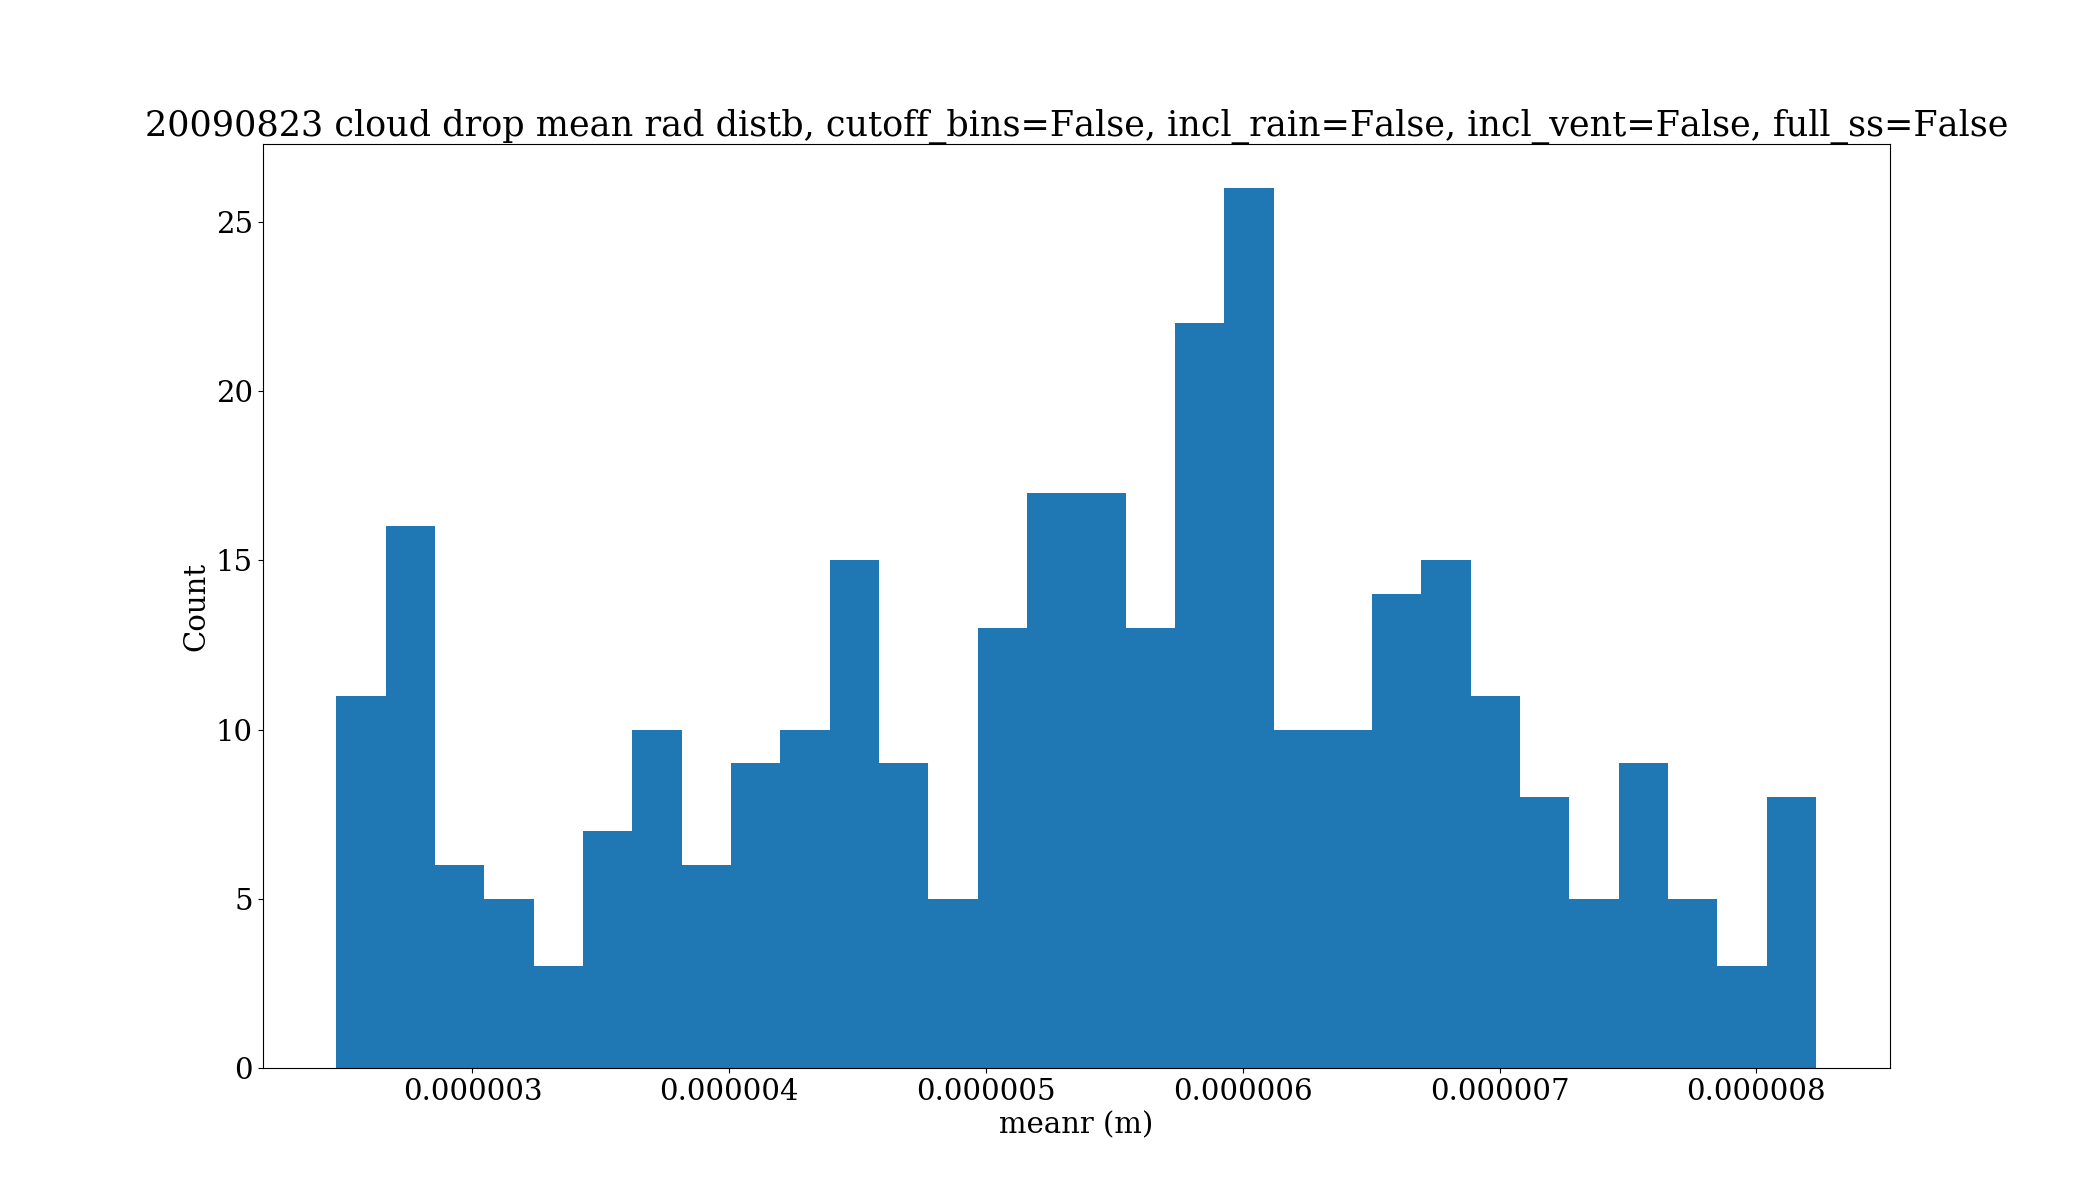 20090823 cloud drop mean rad distb, cutoff_bins=False, incl_rain=False, incl_vent=False, full_ss=False
25
20
15
10
5
0
Count
0.000003 0.000004 0.000005 0.000006 0.000007 0.000008
meanr (m)